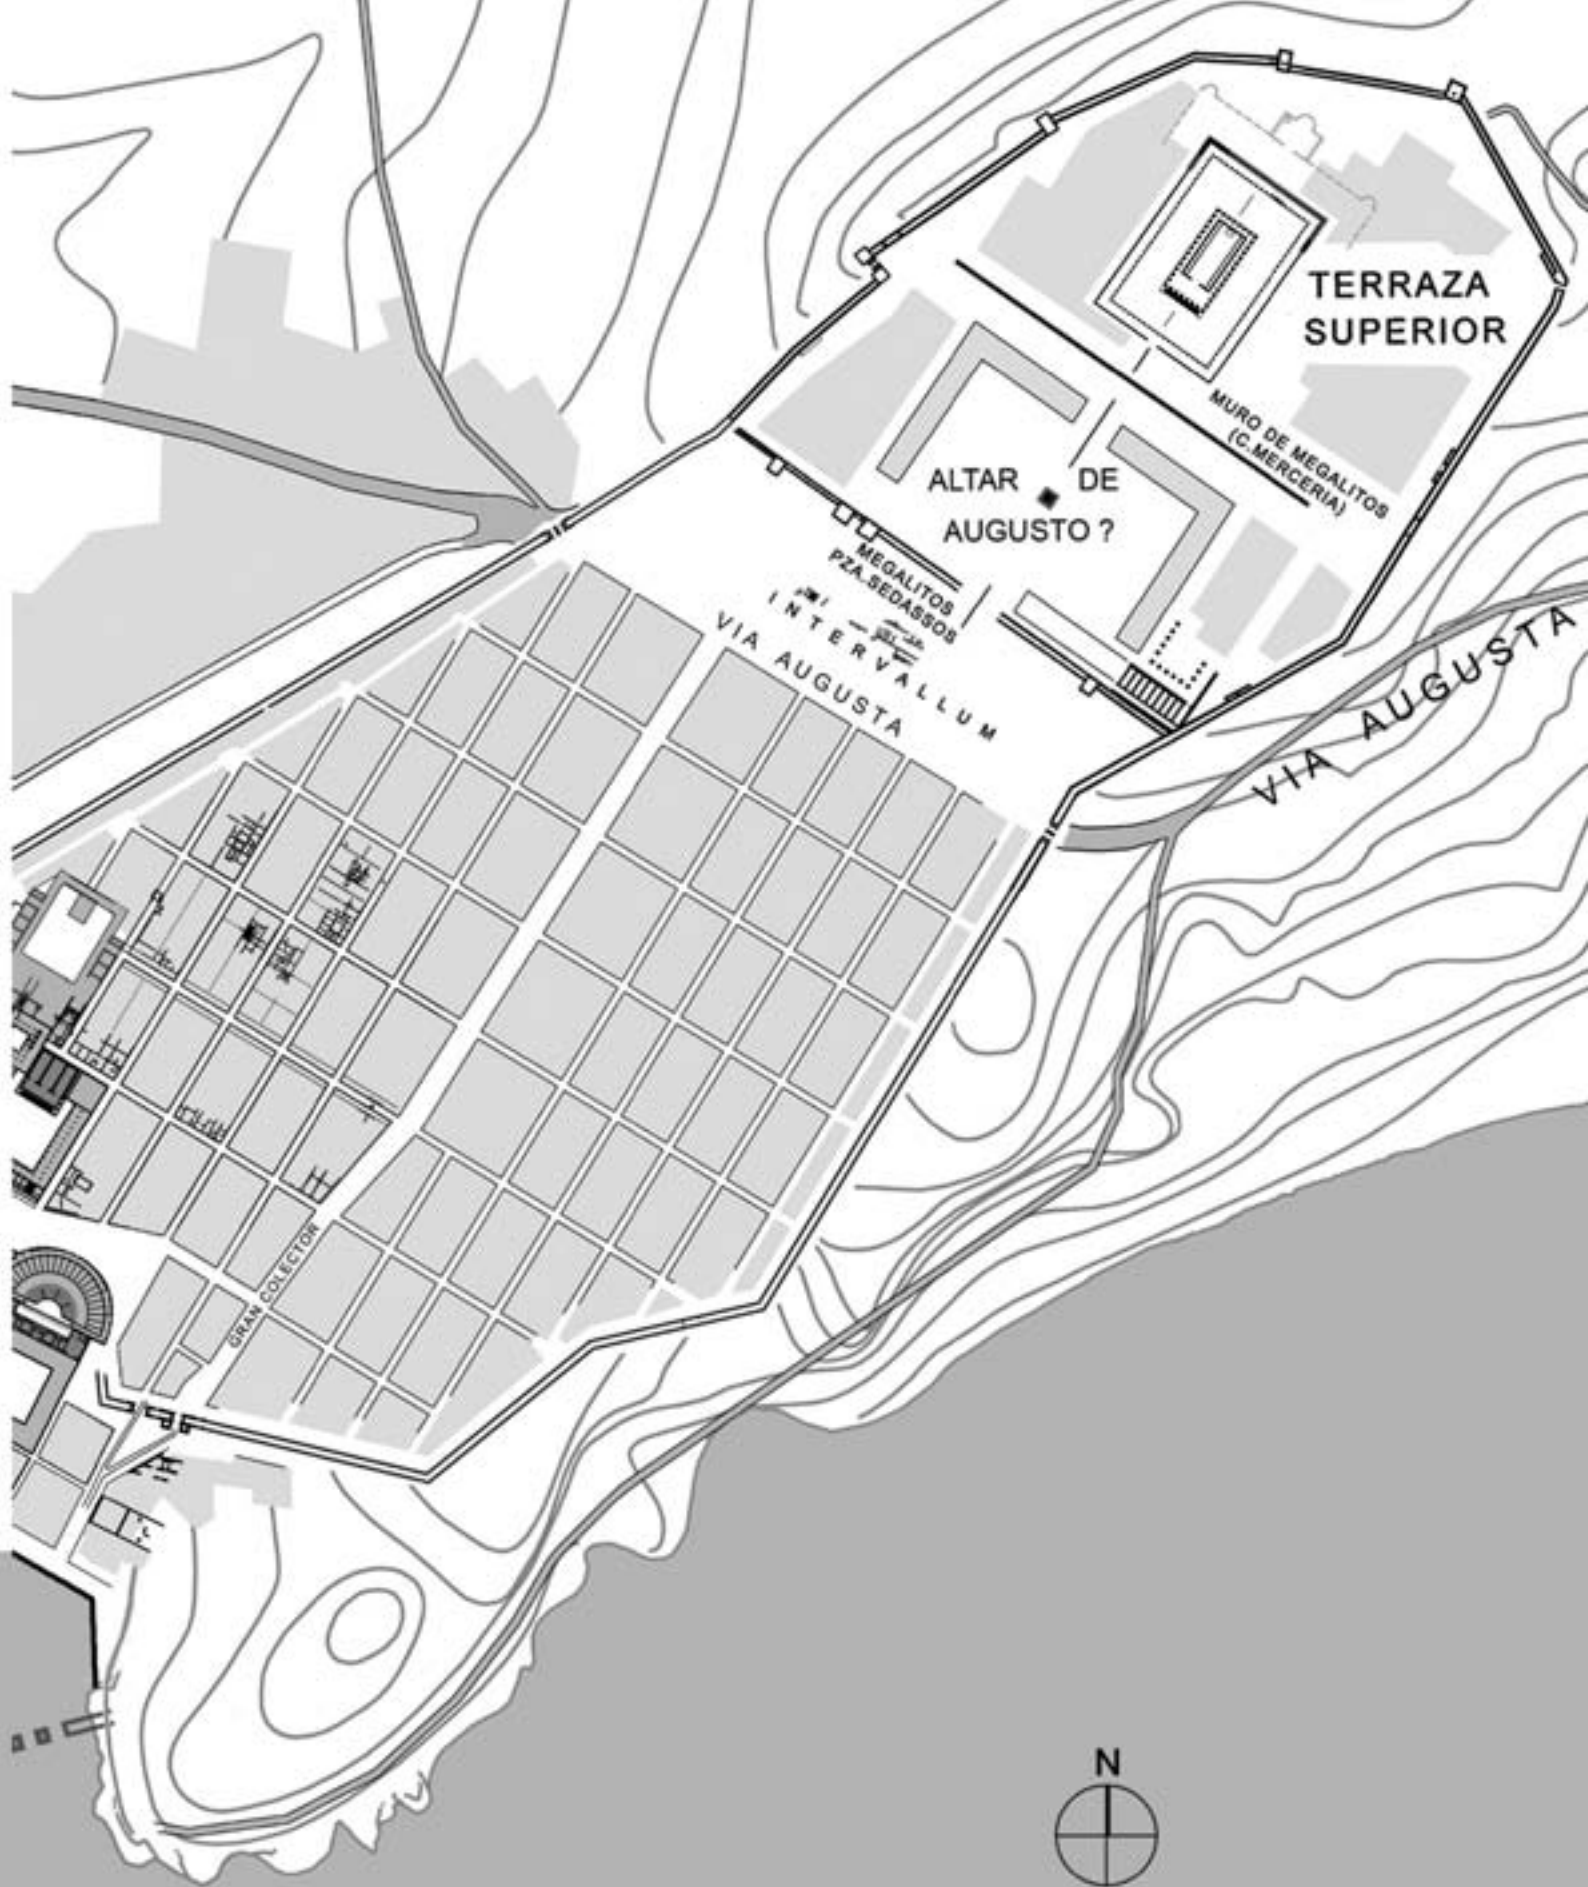 TERRAZA
SUPERIOR
MURO DE MEGALITOS
(C.MERCERIA)
ALTAR DE
AUGUSTO ?
MEGALITOS
PZA.SEDASSOS
INTERVALLUM
VIA AUGUSTA
VIA AUGUSTA
GRAN COLECTOR
N